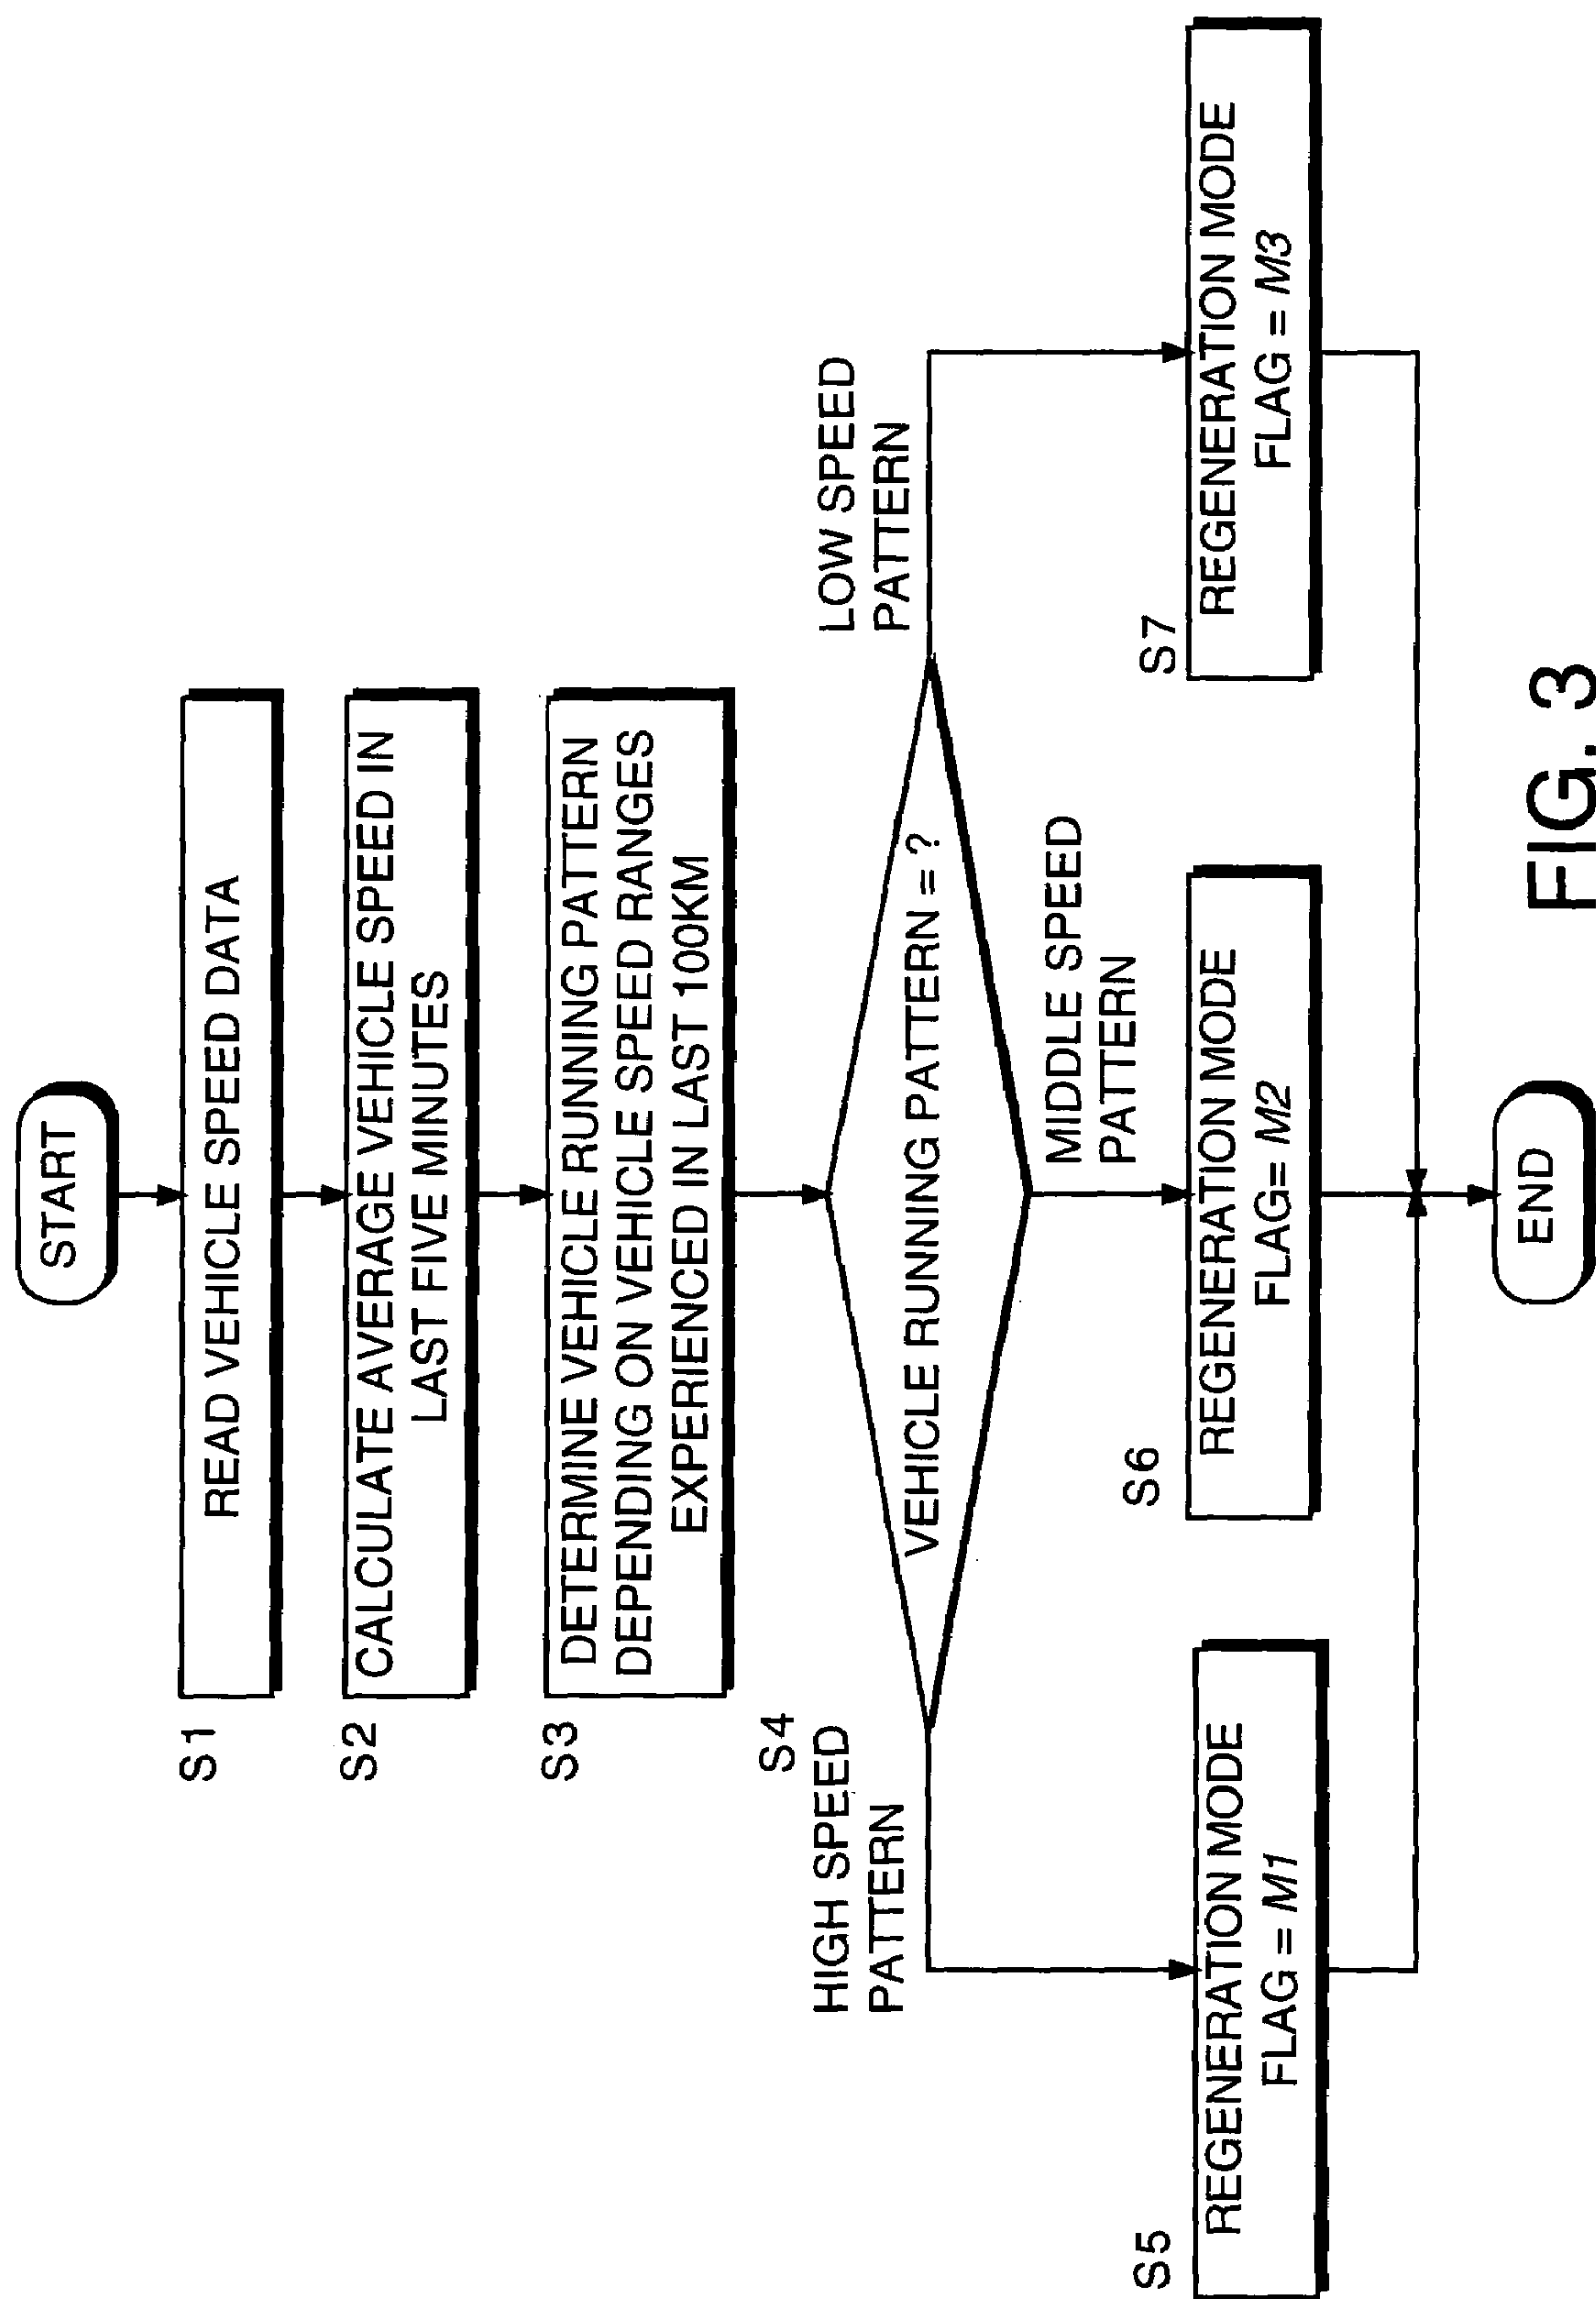 START
S1
READ VEHICLE SPEED DATA
S2
CALCULATE AVERAGE VEHICLE SPEED IN
LAST FIVE MINUTES
S3
DETERMINE VEHICLE RUNNING PATTERN
DEPENDING ON VEHICLE SPEED RANGES
EXPERIENCED IN LAST 100KM
S4
HIGH SPEED
PATTERN
VEHICLE RUNNING PATTERN = ?
LOW SPEED
PATTERN
MIDDLE SPEED
PATTERN
S5
REGENERATION MODE
FLAG = M1
S6
REGENERATION MODE
FLAG= M2
S7
REGENERATION MODE
FLAG = M3
END
FIG. 3